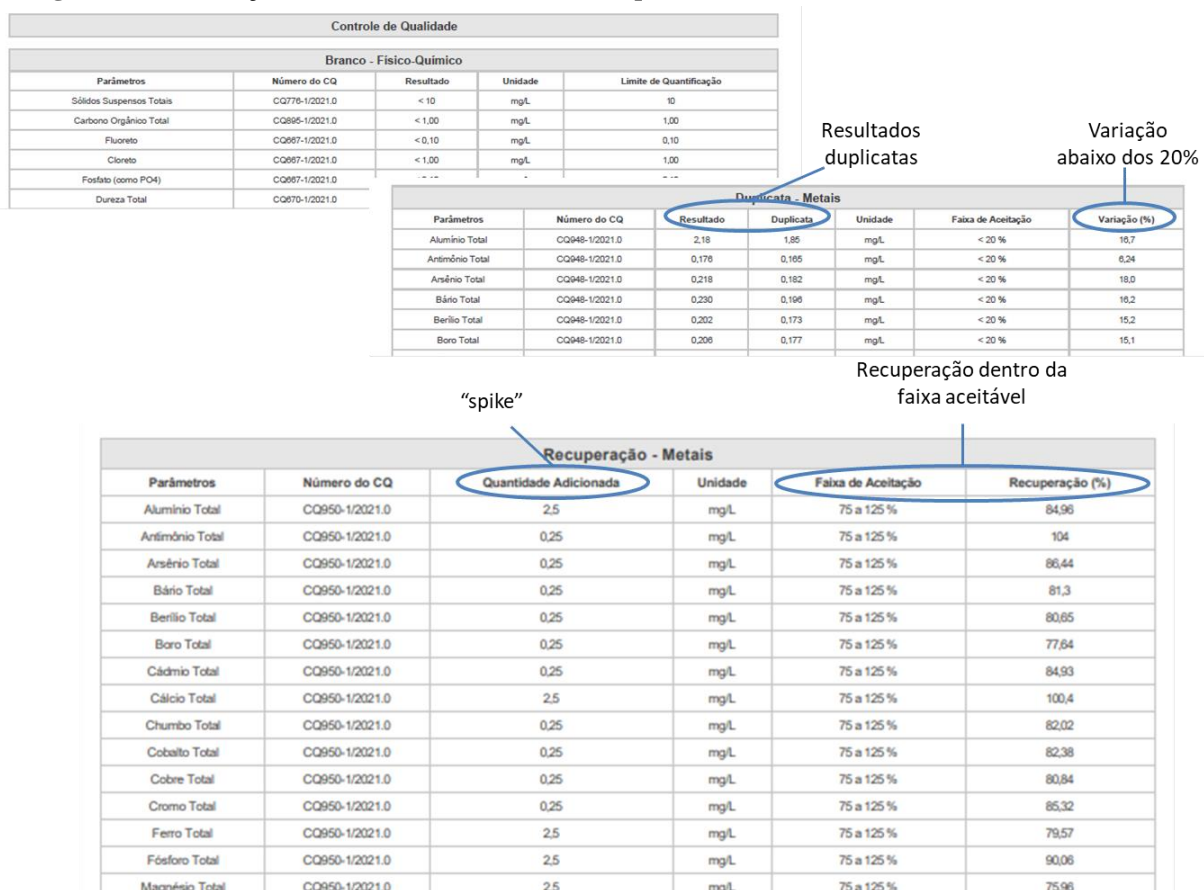 Controle de Qualidade
Branco - Físico-Químico
Parâmetros Número do CQ Resultado Unidade Limite de Quantificação
Sólidos Suspensos Totais CQ776-1/2021.0 < 10 mg/L 10
Carbono Orgânico Total CQ895-1/2021.0 < 1,00 mg/L 1,00
Fluoreto CQ667-1/2021.0 < 0,10 mg/L 0,10
Cloreto CQ667-1/2021.0 < 1,00 mg/L 1,00
Fosfato (como PO4) CQ667-1/2021.0
Dureza Total CQ670-1/2021.0
Resultados
duplicatas
Variação
abaixo dos 20%
Duplicata - Metais
Parâmetros Número do CQ Resultado Duplicata Unidade Faixa de Aceitação Variação (%)
Alumínio Total CQ948-1/2021.0 2,18 1,85 mg/L < 20 % 16,7
Antimônio Total CQ948-1/2021.0 0,176 0,165 mg/L < 20 % 6,24
Arsênio Total CQ948-1/2021.0 0,218 0,182 mg/L < 20 % 18,0
Bário Total CQ948-1/2021.0 0,230 0,196 mg/L < 20 % 16,2
Berílio Total CQ948-1/2021.0 0,202 0,173 mg/L < 20 % 15,2
Boro Total CQ948-1/2021.0 0,206 0,177 mg/L < 20 % 15,1
Recuperação dentro da
faixa aceitável
“spike”
Recuperação - Metais
Parâmetros Número do CQ Quantidade Adicionada Unidade Faixa de Aceitação Recuperação (%)
Alumínio Total CQ950-1/2021.0 2,5 mg/L 75 a 125 % 84,96
Antimônio Total CQ950-1/2021.0 0,25 mg/L 75 a 125 % 104
Arsênio Total CQ950-1/2021.0 0,25 mg/L 75 a 125 % 86,44
Bário Total CQ950-1/2021.0 0,25 mg/L 75 a 125 % 81,3
Berílio Total CQ950-1/2021.0 0,25 mg/L 75 a 125 % 80,65
Boro Total CQ950-1/2021.0 0,25 mg/L 75 a 125 % 77,64
Cádmio Total CQ950-1/2021.0 0,25 mg/L 75 a 125 % 84,93
Cálcio Total CQ950-1/2021.0 2,5 mg/L 75 a 125 % 100,4
Chumbo Total CQ950-1/2021.0 0,25 mg/L 75 a 125 % 82,02
Cobalto Total CQ950-1/2021.0 0,25 mg/L 75 a 125 % 82,38
Cobre Total CQ950-1/2021.0 0,25 mg/L 75 a 125 % 80,84
Cromo Total CQ950-1/2021.0 0,25 mg/L 75 a 125 % 85,32
Ferro Total CQ950-1/2021.0 2,5 mg/L 75 a 125 % 79,57
Fósforo Total CQ950-1/2021.0 2,5 mg/L 75 a 125 % 90,06
Magnésio Total CQ950-1/2021.0 2,5 mg/L 75 a 125 % 75,96